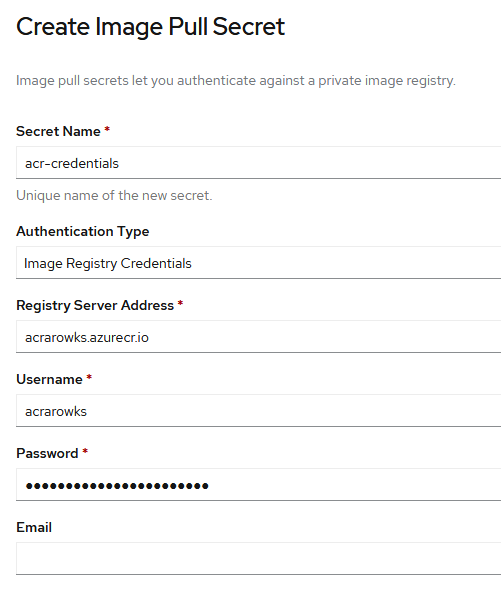 Create Image Pull Secret
Image pull secrets let you authenticate against a private image registry.
Secret Name *
acr-credentials
Unique name of the new secret.
Authentication Type
Image Registry Credentials
Registry Server Address *
acrarowks.azurecr.io
Username *
acrarowks
Password *
•••••••••••••••••••••••
Email